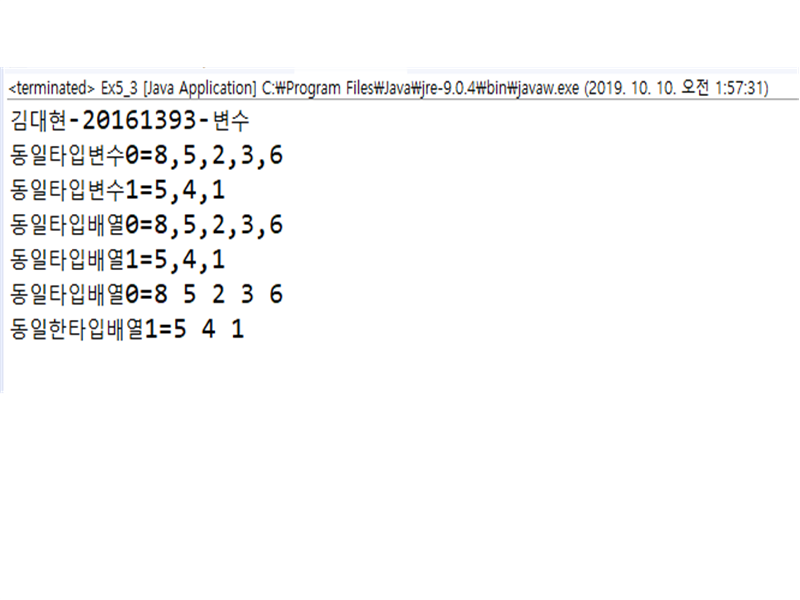 <terminated> Ex5_3 [Java Application] C:₩Program Files₩Java₩jre-9.0.4₩bin₩javaw.exe (2019. 10. 10. 오전 1:57:31)
김대현-20161393-변수
동일타입변수0=8,5,2,3,6
동일타입변수1=5,4,1
동일타입배열0=8,5,2,3,6
동일타입배열1=5,4,1
동일타입배열0=8 5 2 3 6
동일한타입배열1=5 4 1